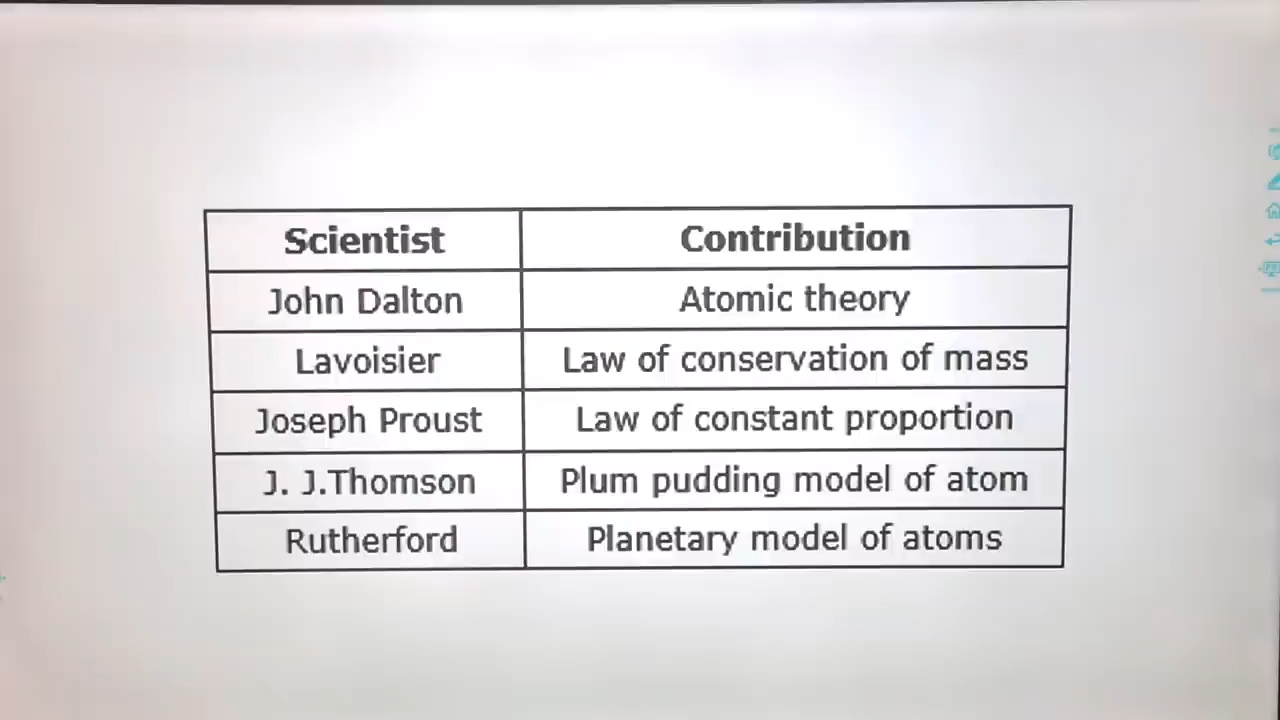 Scientist Contribution
John Dalton Atomic theory
Lavoisier Law of conservation of mass
Joseph Proust Law of constant proportion
J. J.Thomson Plum pudding model of atom
Rutherford Planetary model of atoms